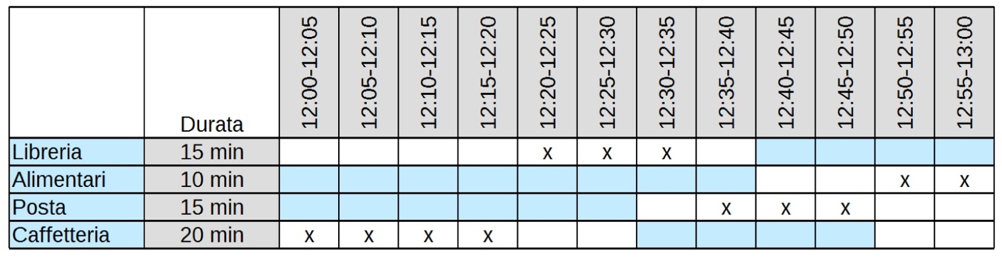 Durata 12:00-12:05 12:05-12:10 12:10-12:15 12:15-12:20 12:20-12:25 12:25-12:30 12:30-12:35 12:35-12:40 12:40-12:45 12:45-12:50 12:50-12:55 12:55-13:00
Libreria 15 min x x x
Alimentari 10 min x x
Posta 15 min x x x
Caffetteria 20 min x x x x